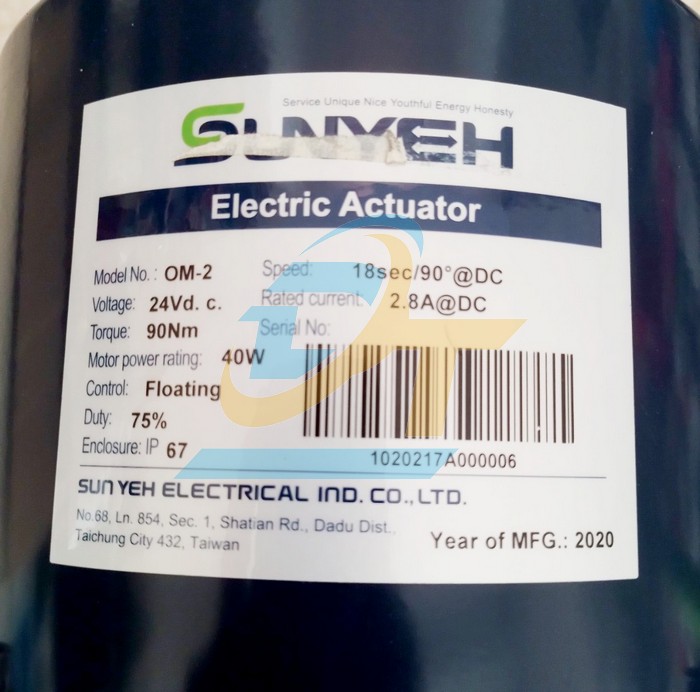 Service Unique Nice Youthful Energy Honesty
SUNYEH
Electric Actuator
Model No. : OM-2 Speed: 18sec/90°@DC
Voltage: 24Vd. c. Rated current: 2.8A@DC
Torque: 90Nm Serial No:
Motor power rating: 40W
Control: Floating
Duty: 75%
Enclosure: IP 67
1020217A000006
SUN YEH ELECTRICAL IND. CO.,LTD.
No.68, Ln. 854, Sec. 1, Shatian Rd., Dadu Dist.,
Taichung City 432, Taiwan
Year of MFG.: 2020